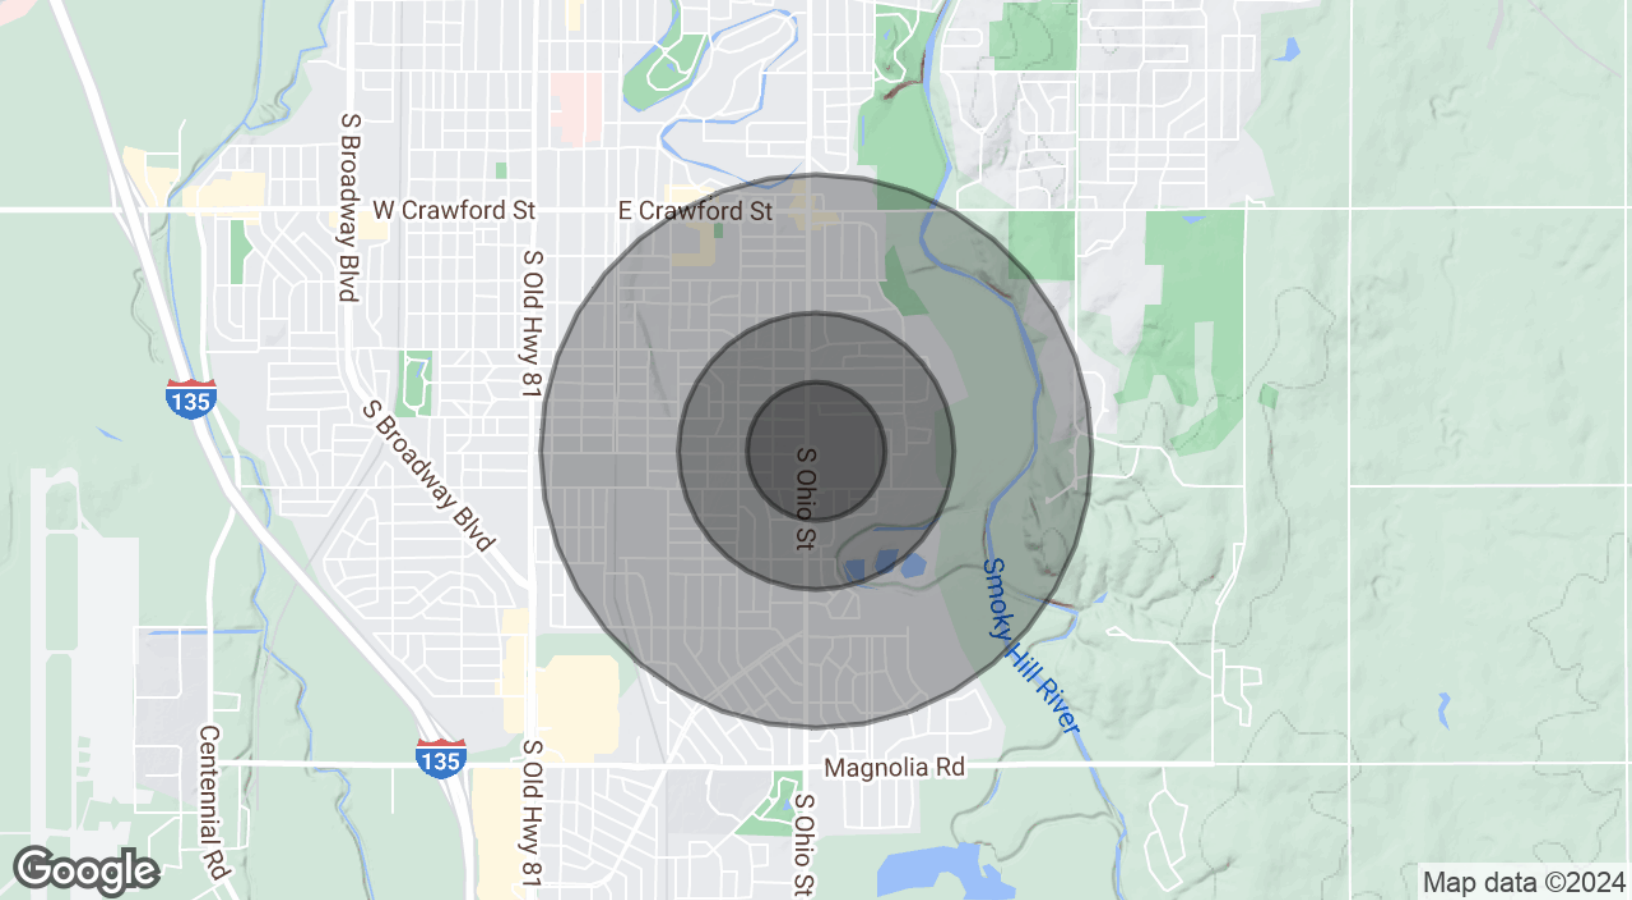 S Broadway Blvd
W Crawford St
E Crawford St
S Old Hwy 81
135
S Broadway Blvd
S Ohio St
Smoky Hill River
Centennial Rd
135
S Old Hwy 81
Magnolia Rd
S Ohio St
Google
Map data ©2024